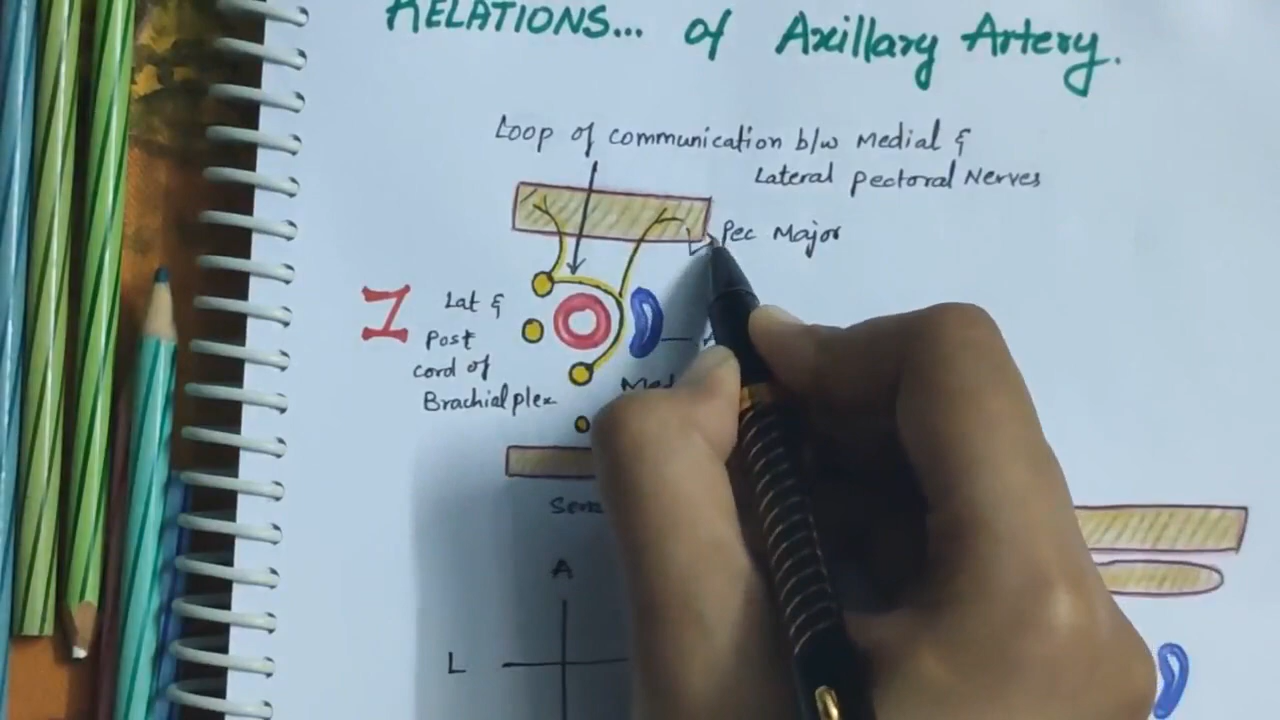 RELATIONS... of Axillary Artery.
Loop of communication b/w Medial &
Lateral Pectoral Nerves
Pec Major
I
Lat &
Post
cord of
Brachial plex
Med
A
L